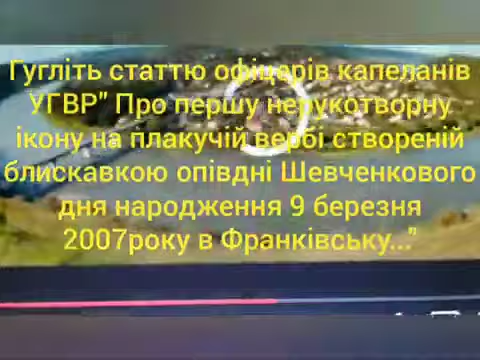 Гугліть статтю офіцерів капеланів
УГВР" Про першу нерукотворну
ікону на плакучій вербі створеній
блискавкою опівдні Шевченкового
дня народження 9 березня
2007року в Франківську..."